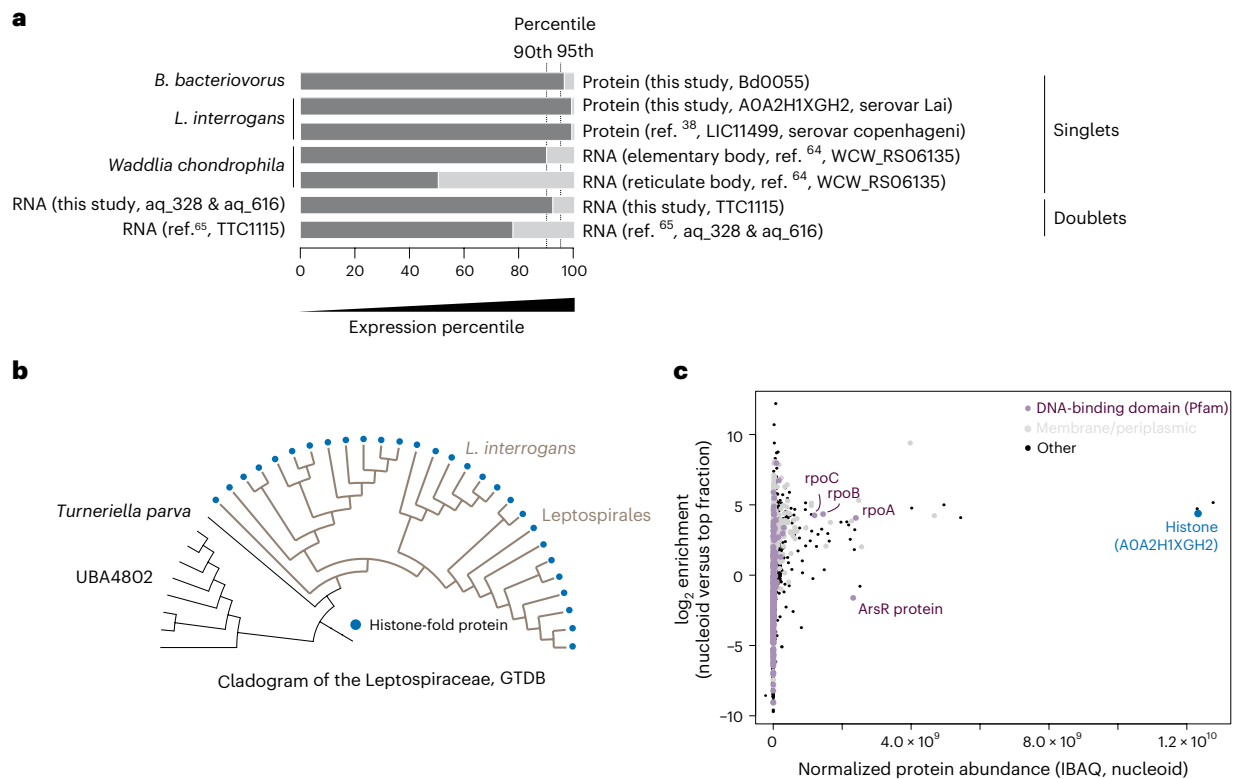 a
Percentile
90th 95th
B. bacteriovorus
Protein (this study, Bd0055)
L. interrogans
Protein (this study, A0A2H1XGH2, serovar Lai)
Protein (ref. 38, LIC11499, serovar copenhageni)
Waddlia chondrophila
RNA (elementary body, ref. 64, WCW_RS06135)
RNA (reticulate body, ref. 64, WCW_RS06135)
RNA (this study, aq_328 & aq_616)
RNA (this study, TTC1115)
RNA (ref.65, TTC1115)
RNA (ref. 65, aq_328 & aq_616)
Singlets
Doublets
0 20 40 60 80 100
Expression percentile
b
L. interrogans
Leptospirales
Turneriella parva
UBA4802
Histone-fold protein
Cladogram of the Leptospiraceae, GTDB
c
DNA-binding domain (Pfam)
Membrane/periplasmic
Other
rpoC
rpoB
rpoA
Histone
(A0A2H1XGH2)
ArsR protein
10
5
0
−5
−10
log2 enrichment
(nucleoid versus top fraction)
0 4.0 × 10⁹ 8.0 × 10⁹ 1.2 × 10¹⁰
Normalized protein abundance (IBAQ, nucleoid)